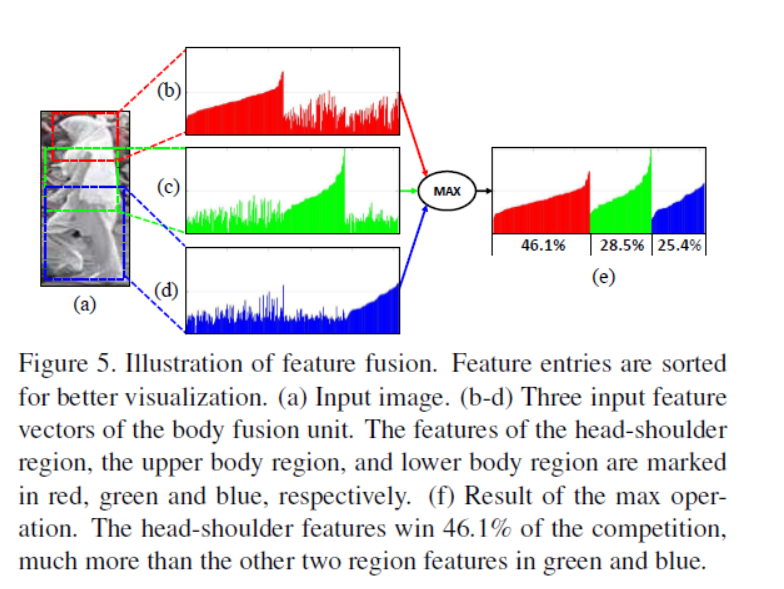 (b)
(c)
MAX
46.1% 28.5% 25.4%
(d)
(e)
(a)
Figure 5. Illustration of feature fusion. Feature entries are sorted
for better visualization. (a) Input image. (b-d) Three input feature
vectors of the body fusion unit. The features of the head-shoulder
region, the upper body region, and lower body region are marked
in red, green and blue, respectively. (f) Result of the max oper-
ation. The head-shoulder features win 46.1% of the competition,
much more than the other two region features in green and blue.